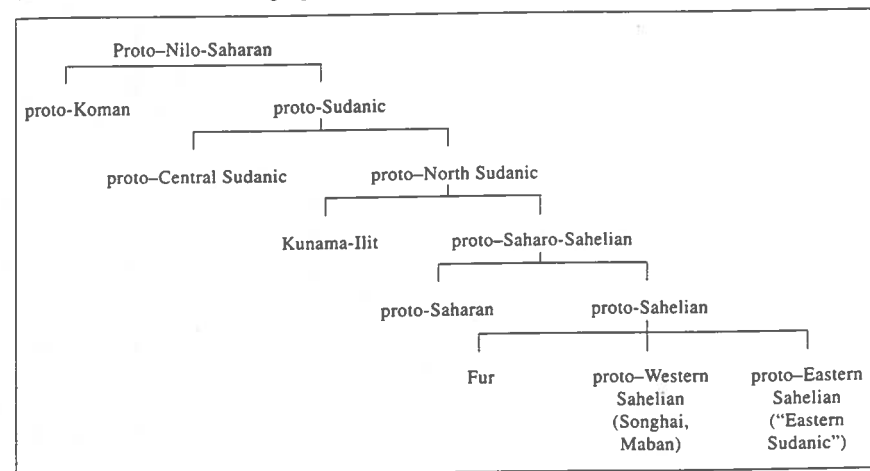 Proto–Nilo-Saharan
proto-Koman
proto-Sudanic
proto–Central Sudanic
proto–North Sudanic
Kunama-Ilit
proto–Saharo-Sahelian
proto-Saharan
proto-Sahelian
Fur
proto–Western
Sahelian
(Songhai,
Maban)
proto–Eastern
Sahelian
(“Eastern
Sudanic”)